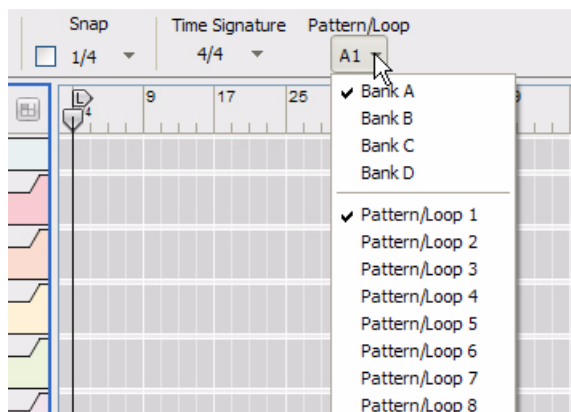 Snap Time Signature Pattern/Loop
1/4 4/4 A1
9 17 25
4
Bank A
Bank B
Bank C
Bank D
Pattern/Loop 1
Pattern/Loop 2
Pattern/Loop 3
Pattern/Loop 4
Pattern/Loop 5
Pattern/Loop 6
Pattern/Loop 7
Pattern/Loop 8